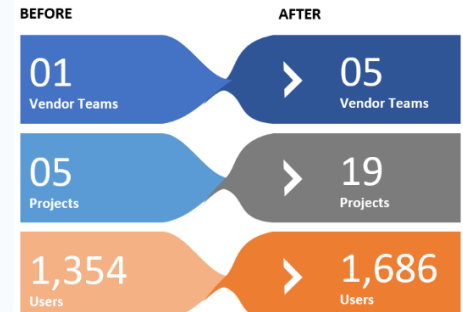 BEFORE
AFTER
01
Vendor Teams
05
Vendor Teams
05
Projects
19
Projects
1,354
Users
1,686
Users